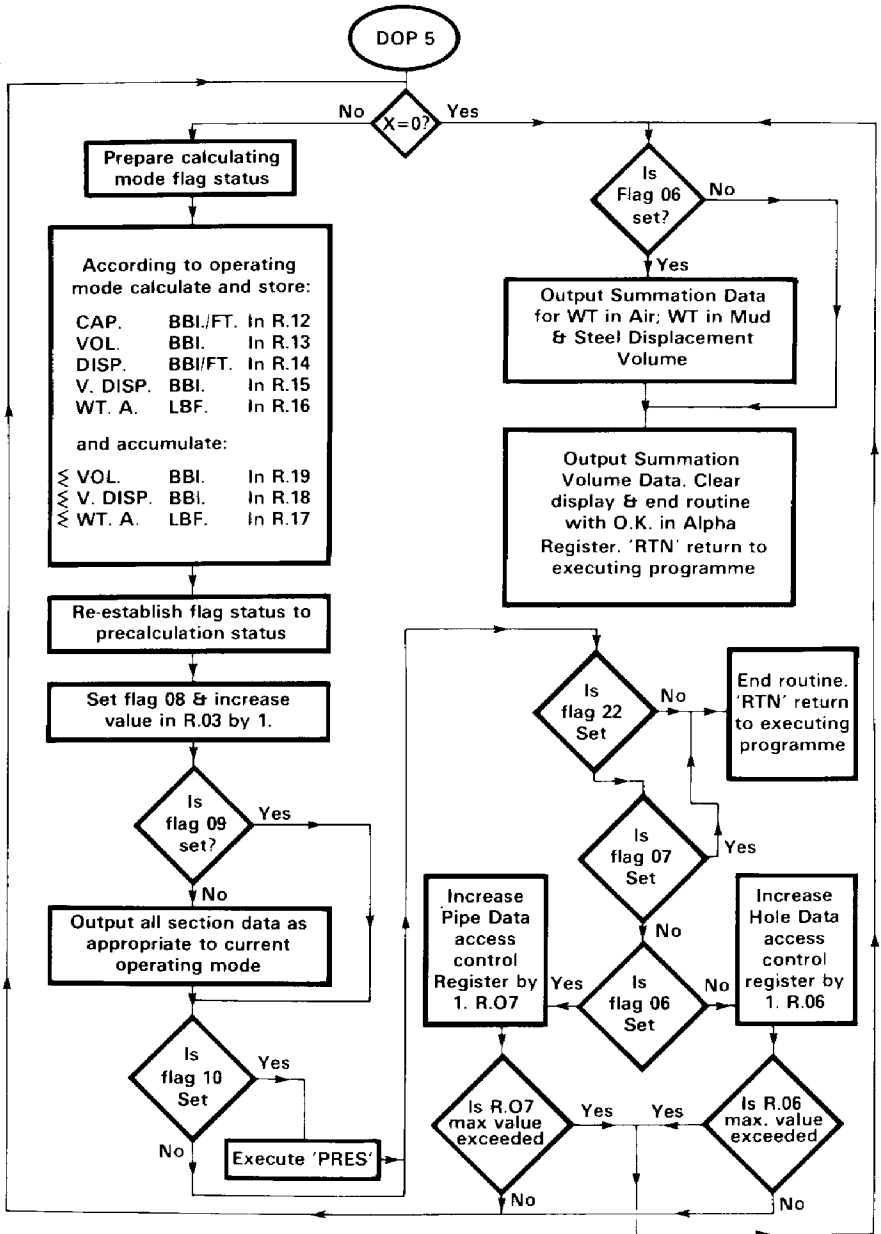 DOP 5
No
X=0?
Yes
Prepare calculating
mode flag status
According to operating
mode calculate and store:
CAP. BBI./FT. In R.12
VOL. BBI. In R.13
DISP. BBI/FT. In R.14
V. DISP. BBI. In R.15
WT. A. LBF. In R.16
and accumulate:
≶ VOL. BBI. In R.19
≶ V. DISP. BBI. In R.18
≶ WT. A. LBF. In R.17
Re-establish flag status to
precalculation status
Set flag 08 & increase
value in R.03 by 1.
Is
flag 09
set?
Yes
No
Output all section data as
appropriate to current
operating mode
Is
flag 10
Set
Yes
No
Execute 'PRES'
Is
Flag 06
set?
No
Yes
Output Summation Data
for WT in Air; WT in Mud
& Steel Displacement
Volume
Output Summation
Volume Data. Clear
display & end routine
with O.K. in Alpha
Register. 'RTN' return to
executing programme
Is
flag 22
Set
No
End routine.
'RTN' return
to executing
programme
Is
flag 07
Set
Yes
No
Increase
Pipe Data
access
control
Register by
1. R.O7
Yes
Is
flag 06
Set
No
Increase
Hole Data
access
control
register by
1. R.06
Is R.O7
max value
exceeded
Yes
No
Yes
Is R.06
max. value
exceeded
No